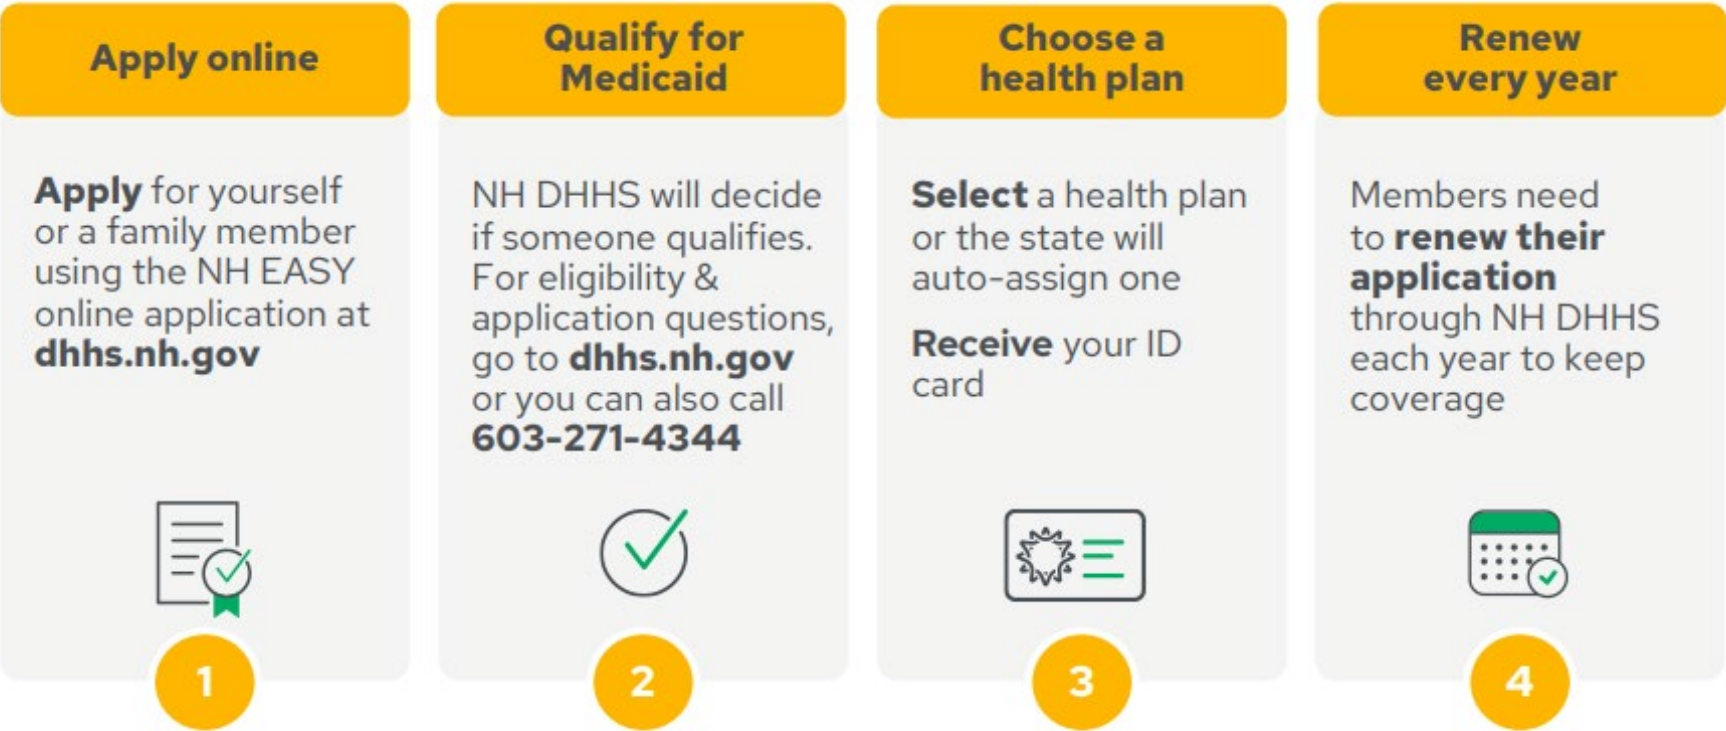 Apply online
Apply for yourself
or a family member
using the NH EASY
online application at
dhhs.nh.gov
1
Qualify for
Medicaid
NH DHHS will decide
if someone qualifies.
For eligibility &
application questions,
go to dhhs.nh.gov
or you can also call
603-271-4344
2
Choose a
health plan
Select a health plan
or the state will
auto-assign one
Receive your ID
card
3
Renew
every year
Members need
to renew their
application
through NH DHHS
each year to keep
coverage
4